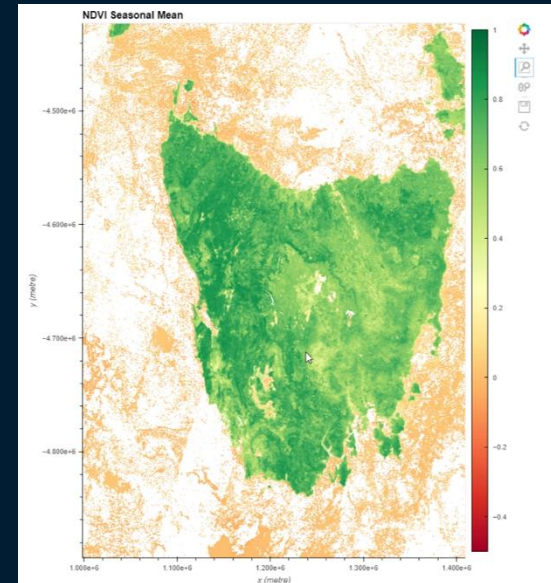 NDVI Seasonal Mean
1
0.8
0.6
0.4
0.2
0
−0.2
−0.4
−4.500e+6
−4.600e+6
−4.700e+6
−4.800e+6
y (metre)
1.000e+6 1.100e+6 1.200e+6 1.300e+6 1.400e+6
x (metre)